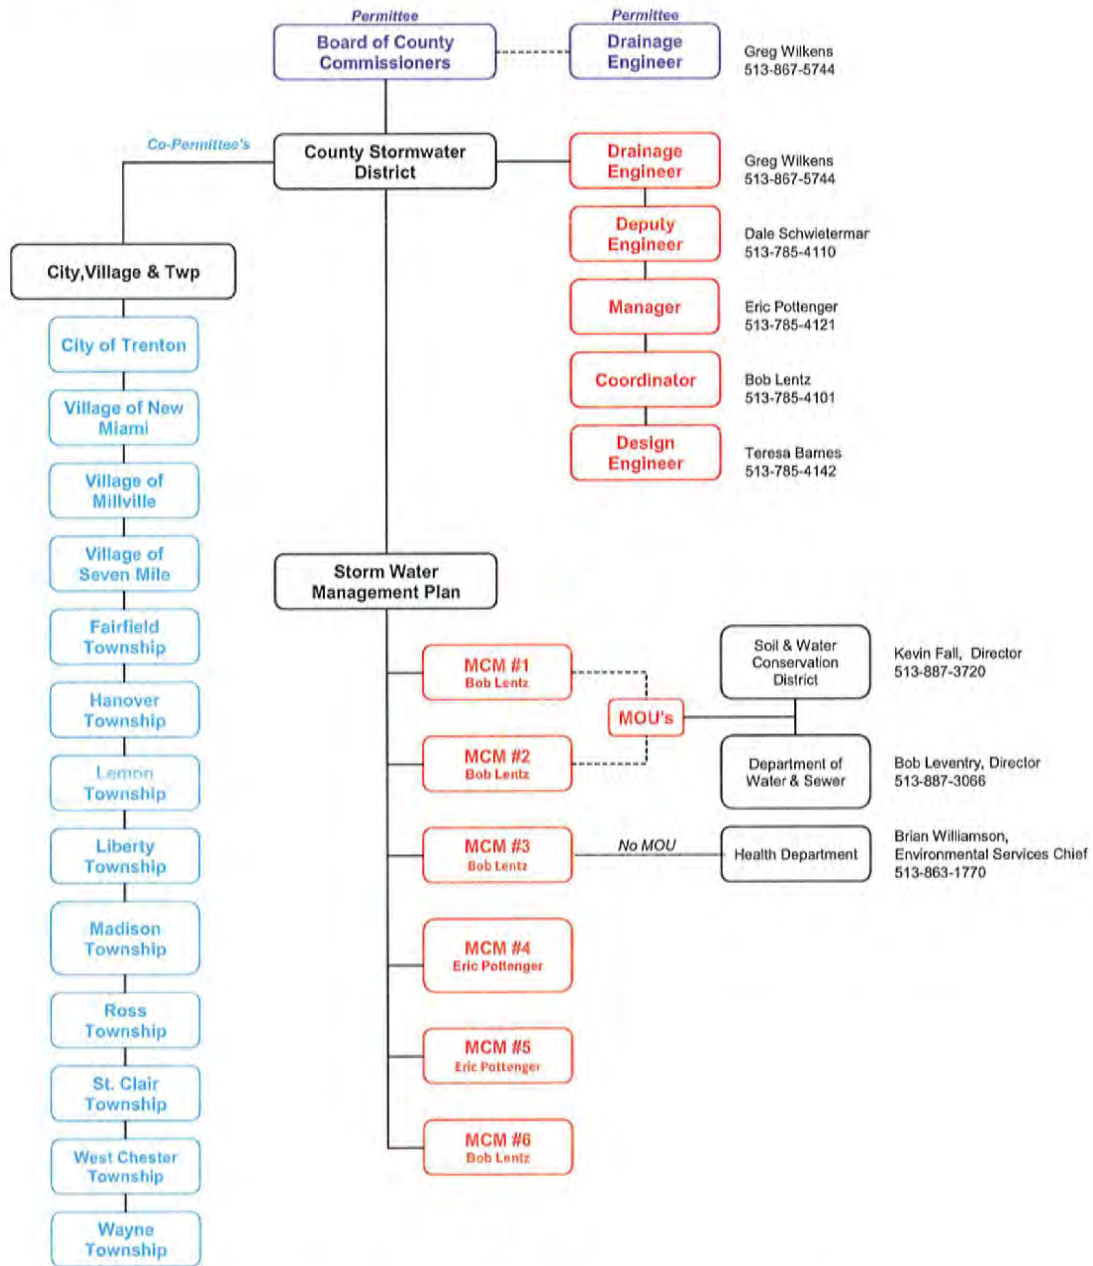 Permittee
Board of County
Commissioners
Permittee
Drainage
Engineer
Greg Wilkens
513-867-5744
Co-Permittee's
County Stormwater
District
Drainage
Engineer
Greg Wilkens
513-867-5744
Deputy
Engineer
Dale Schwietermar
513-785-4110
Manager
Eric Pottenger
513-785-4121
Coordinator
Bob Lentz
513-785-4101
Design
Engineer
Teresa Barnes
513-785-4142
City,Village & Twp
City of Trenton
Village of New
Miami
Village of
Millville
Village of
Seven Mile
Fairfield
Township
Hanover
Township
Lemon
Township
Liberty
Township
Madison
Township
Ross
Township
St. Clair
Township
West Chester
Township
Wayne
Township
Storm Water
Management Plan
MCM #1
Bob Lentz
MCM #2
Bob Lentz
MOU's
Soil & Water
Conservation
District
Kevin Fall, Director
513-887-3720
Department of
Water & Sewer
Bob Leventry, Director
513-887-3066
MCM #3
Bob Lentz
No MOU
Health Department
Brian Williamson,
Environmental Services Chief
513-863-1770
MCM #4
Eric Pottenger
MCM #5
Eric Pottenger
MCM #6
Bob Lentz